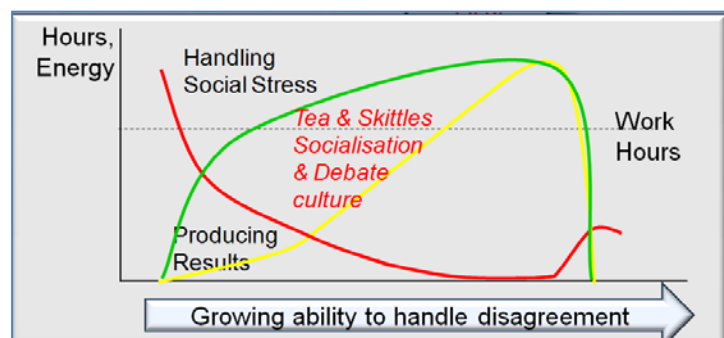 Hours,
Energy
Handling
Social Stress
Tea & Skittles
Socialisation
& Debate
culture
Work
Hours
Producing
Results
Growing ability to handle disagreement